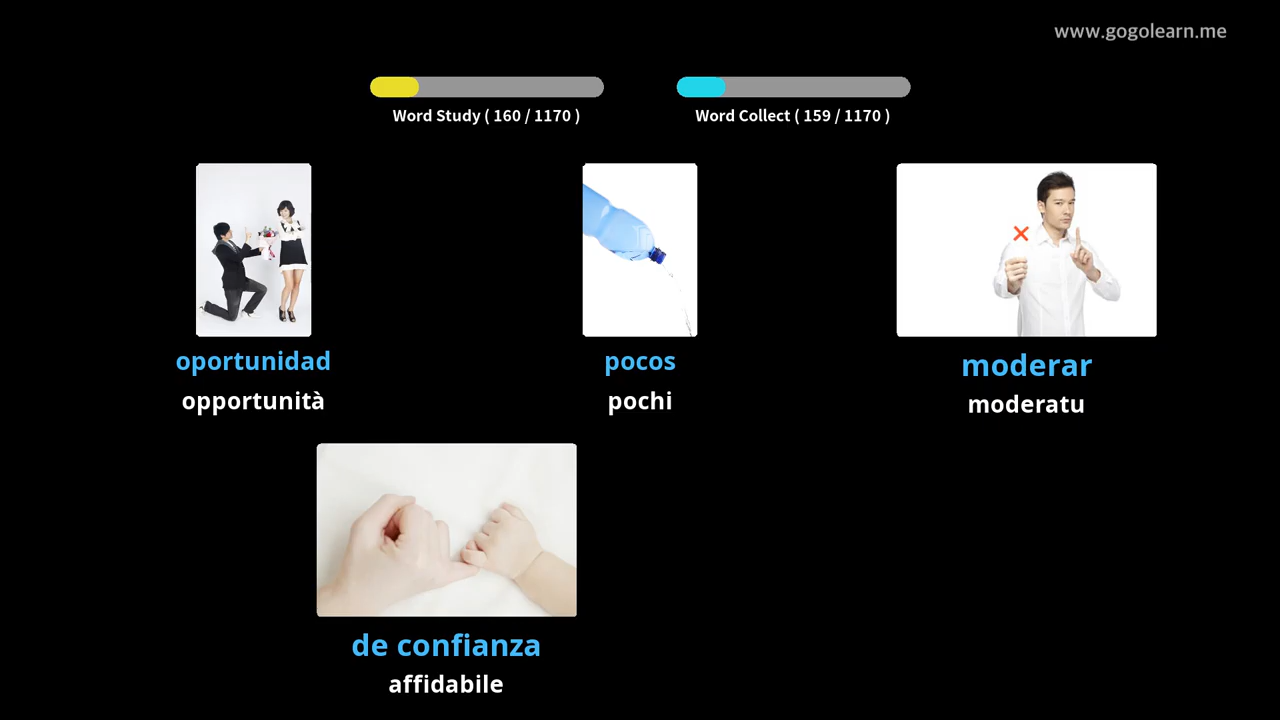 www.gogolearn.me
Word Study ( 160 / 1170 )
Word Collect ( 159 / 1170 )
oportunidad
opportunità
pocos
pochi
moderar
moderatu
de confianza
affidabile